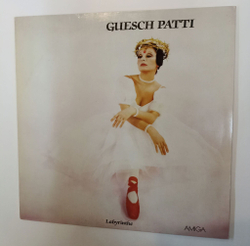 GUESCH PATTI
Labyrinthe
AMIGA